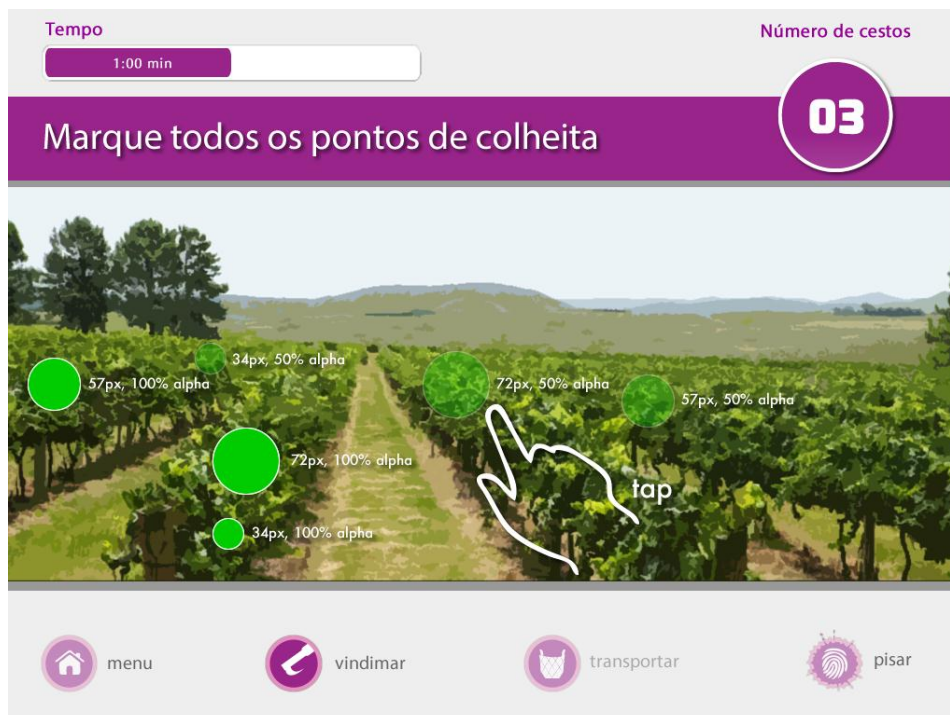 Tempo
Número de cestos
1:00 min
03
Marque todos os pontos de colheita
34px, 50% alpha
57px, 100% alpha
72px, 50% alpha
57px, 50% alpha
72px, 100% alpha
tap
34px, 100% alpha
menu
vindimar
transportar
pisar